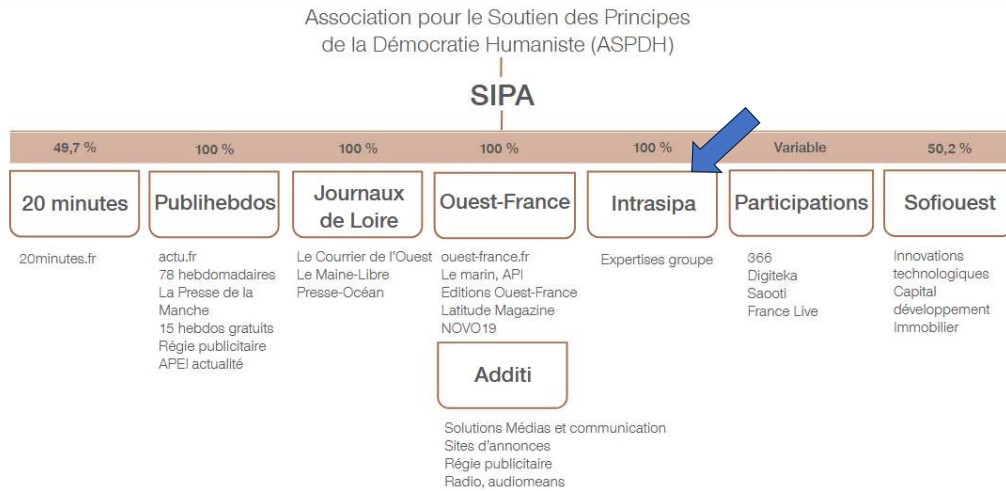 Association pour le Soutien des Principes
de la Démocratie Humaniste (ASPDH)
SIPA
49,7 %
100 %
100 %
100 %
100 %
Variable
50,2 %
20 minutes
Publihebdos
Journaux
de Loire
Ouest-France
Intrasipa
Participations
Sofiouest
20minutes.fr
actu.fr
78 hebdomadaires
La Presse de la
Manche
15 hebdos gratuits
Régie publicitaire
APEI actualité
Le Courrier de l'Ouest
Le Maine-Libre
Presse-Océan
ouest-france.fr
Le marin, API
Editions Ouest-France
Latitude Magazine
NOVO19
Expertises groupe
366
Digiteka
Saooti
France Live
Innovations
technologiques
Capital
développement
Immobilier
Additi
Solutions Médias et communication
Sites d'annonces
Régie publicitaire
Radio, audiomeans